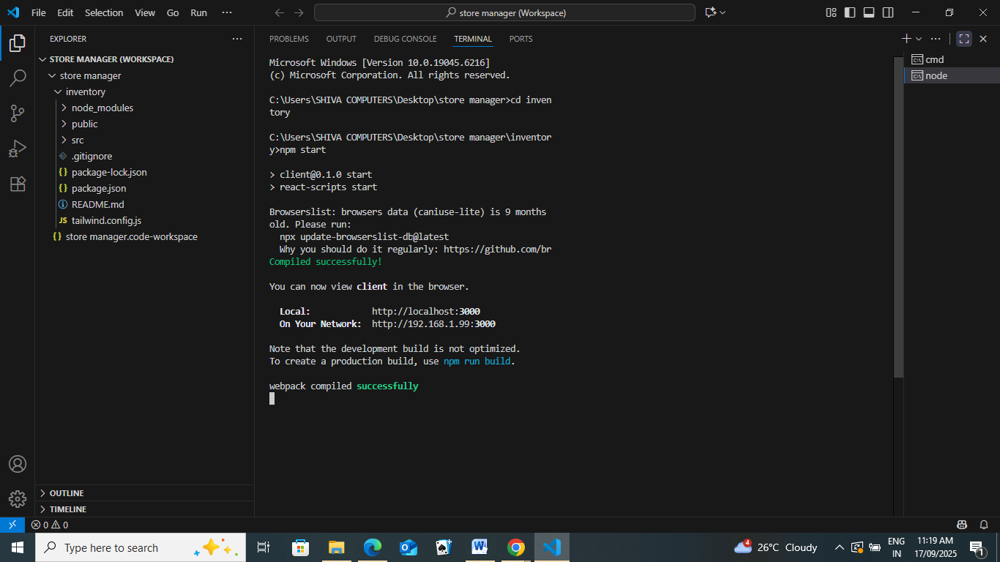 File Edit Selection View Go Run ···
store manager (Workspace)
EXPLORER ···
STORE MANAGER (WORKSPACE)
store manager
inventory
node_modules
public
src
.gitignore
{} package-lock.json
{} package.json
README.md
JS tailwind.config.js
{} store manager.code-workspace
OUTLINE
TIMELINE
PROBLEMS OUTPUT DEBUG CONSOLE TERMINAL PORTS
Microsoft Windows [Version 10.0.19045.6216]
(c) Microsoft Corporation. All rights reserved.
C:\Users\SHIVA COMPUTERS\Desktop\store manager>cd inven
tory
C:\Users\SHIVA COMPUTERS\Desktop\store manager\inventor
y>npm start
> client@0.1.0 start
> react-scripts start
Browserslist: browsers data (caniuse-lite) is 9 months
old. Please run:
npx update-browserslist-db@latest
Why you should do it regularly: https://github.com/br
Compiled successfully!
You can now view client in the browser.
Local: http://localhost:3000
On Your Network: http://192.168.1.99:3000
Note that the development build is not optimized.
To create a production build, use npm run build.
webpack compiled successfully
cmd
node
0 0
Type here to search
4
26°C Cloudy
ENG
IN
11:19 AM
17/09/2025
1